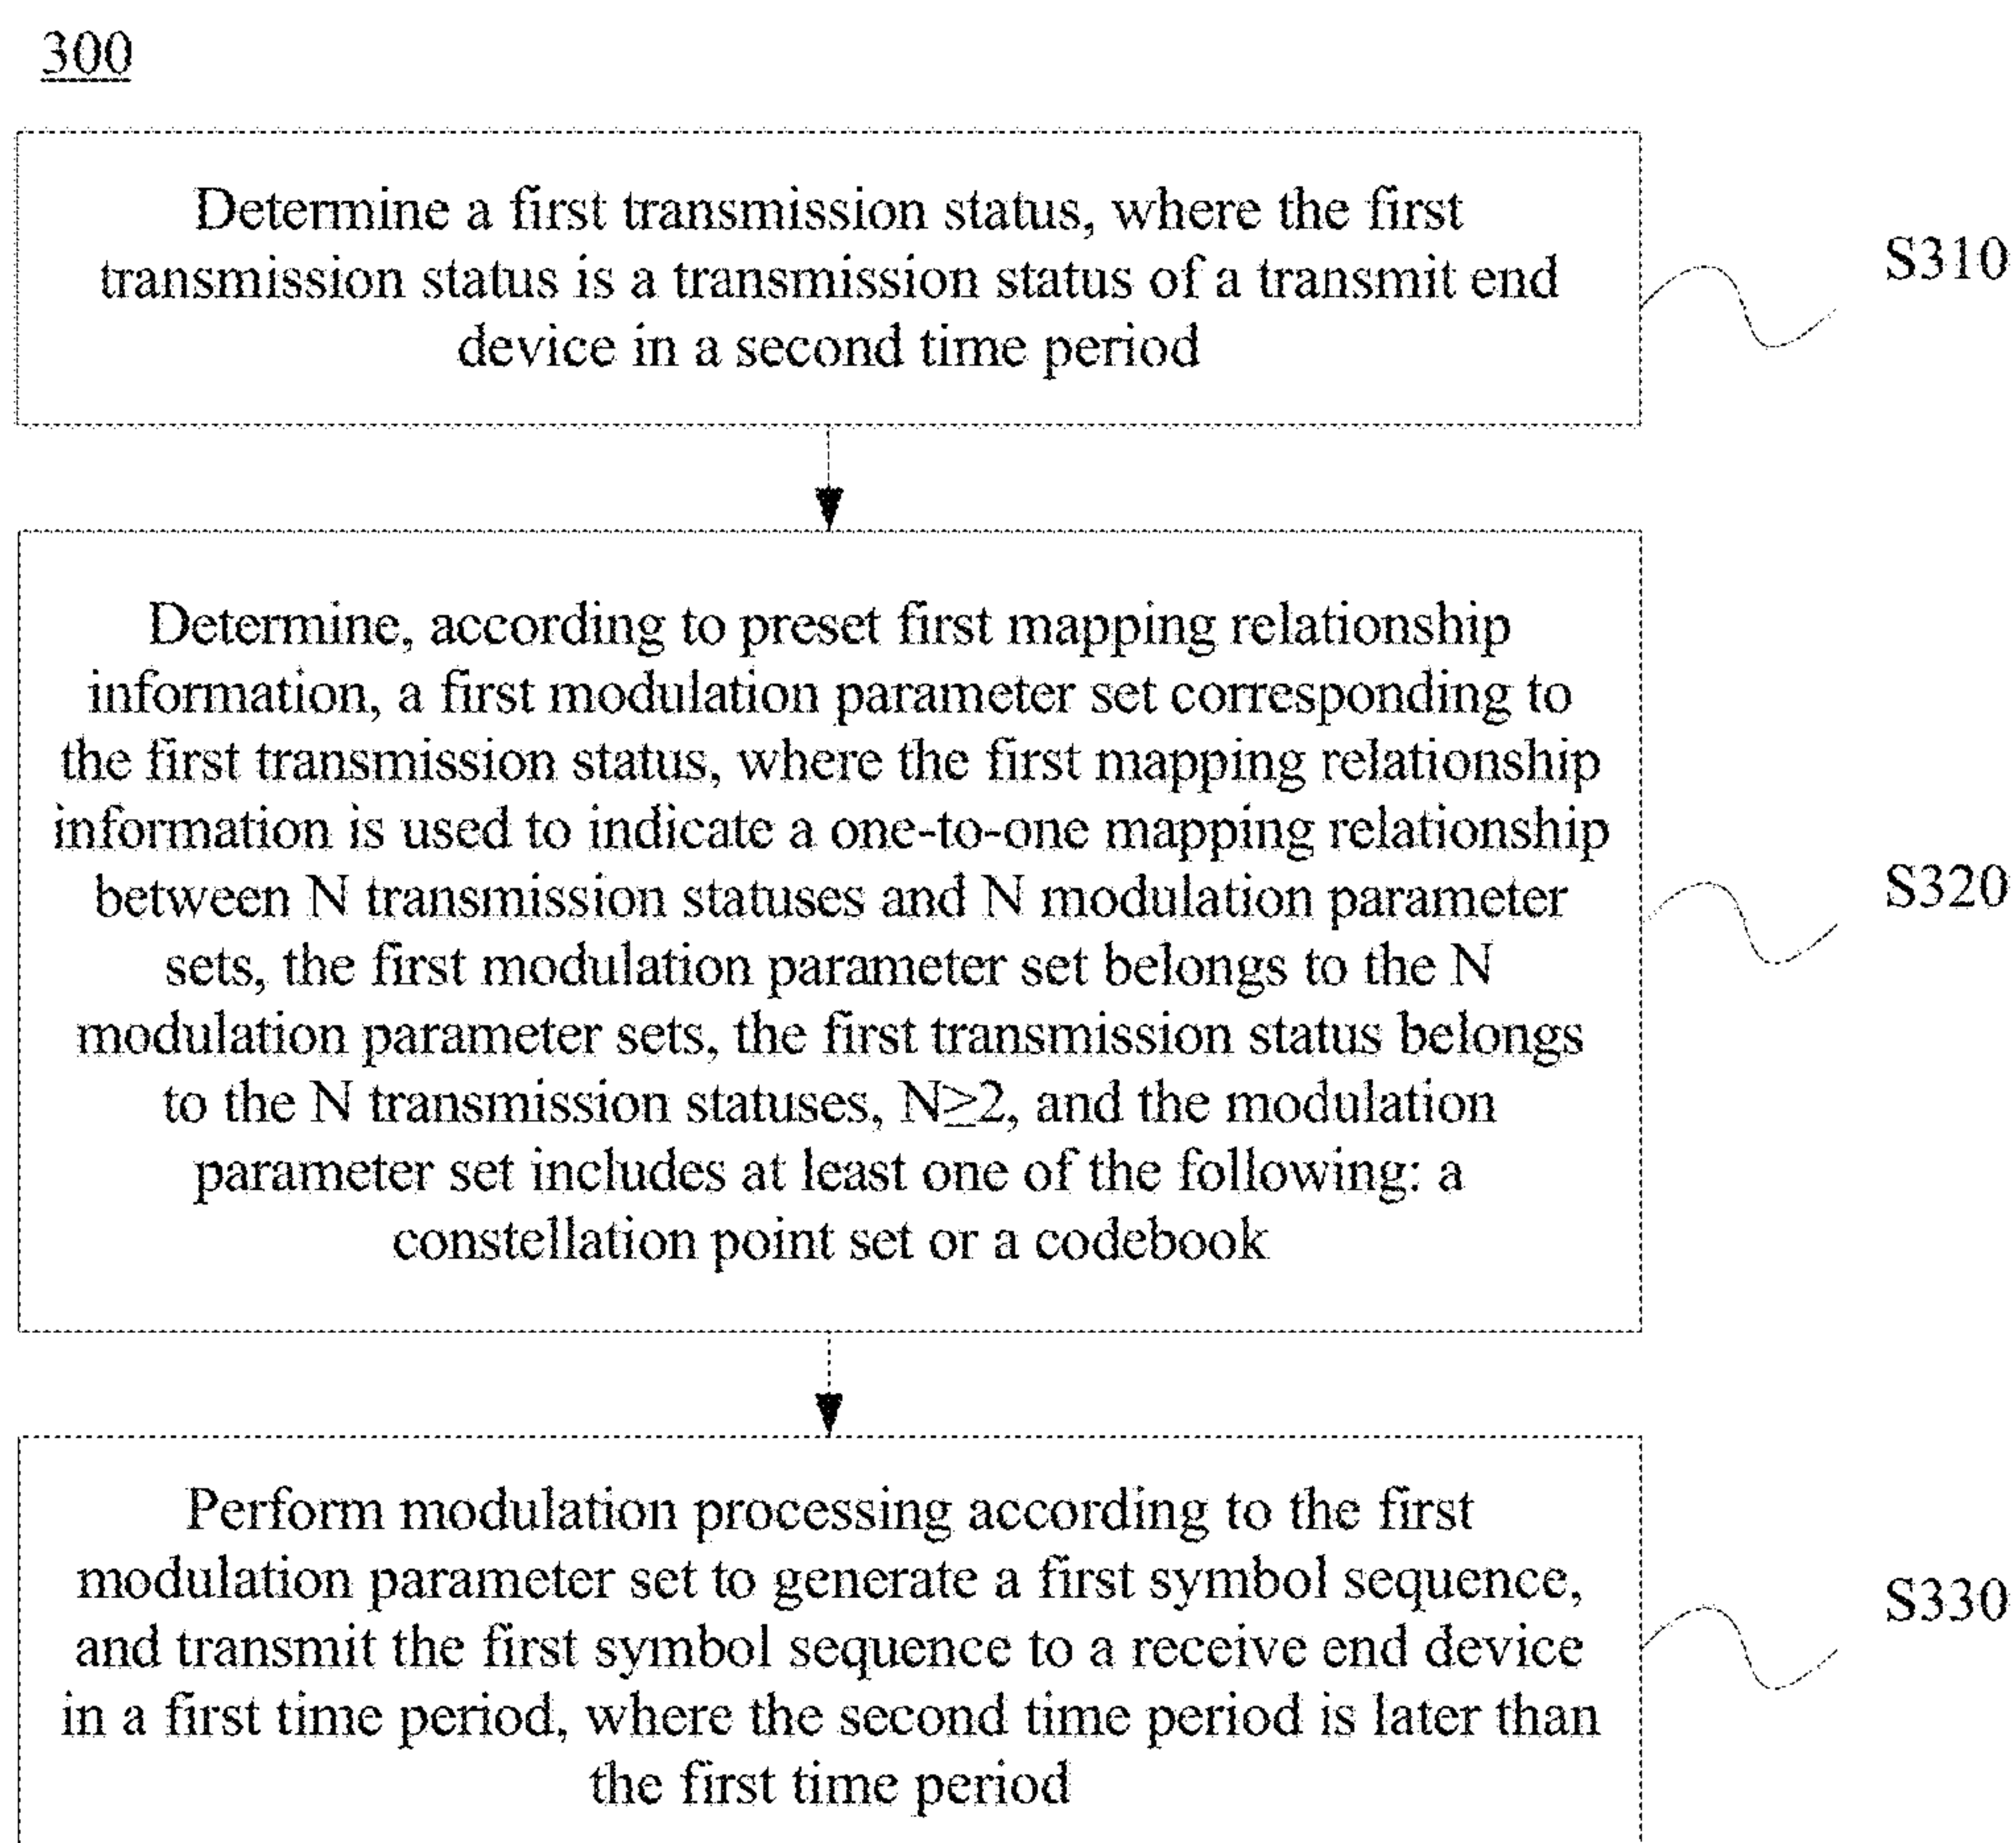 300
Determine a first transmission status, where the first
transmission status is a transmission status of a transmit end
device in a second time period
S310
Determine, according to preset first mapping relationship
information, a first modulation parameter set corresponding to
the first transmission status, where the first mapping relationship
information is used to indicate a one-to-one mapping relationship
between N transmission statuses and N modulation parameter
sets, the first modulation parameter set belongs to the N
modulation parameter sets, the first transmission status belongs
to the N transmission statuses, N≥2, and the modulation
parameter set includes at least one of the following: a
constellation point set or a codebook
S320
Perform modulation processing according to the first
modulation parameter set to generate a first symbol sequence,
and transmit the first symbol sequence to a receive end device
in a first time period, where the second time period is later than
the first time period
S330